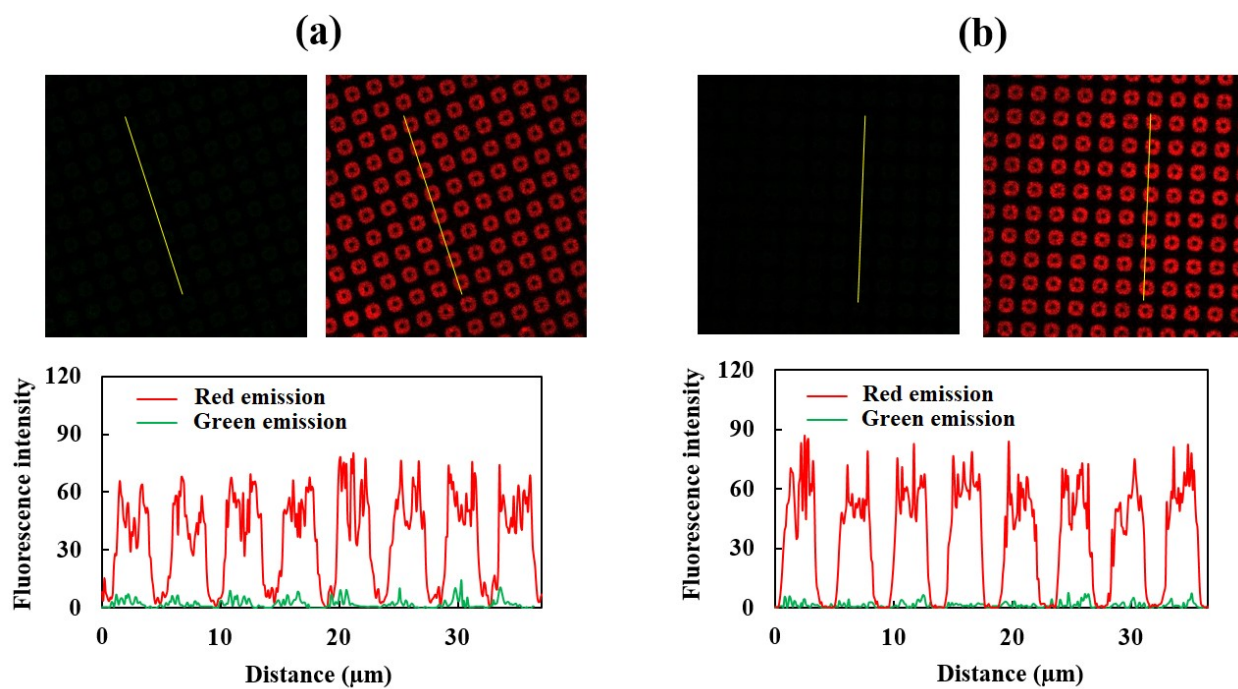 (a)
(b)
120
90
60
30
0
Fluorescence intensity
Red emission
Green emission
0
10
20
30
Distance (µm)
120
90
60
30
0
Fluorescence intensity
Red emission
Green emission
0
10
20
30
Distance (µm)